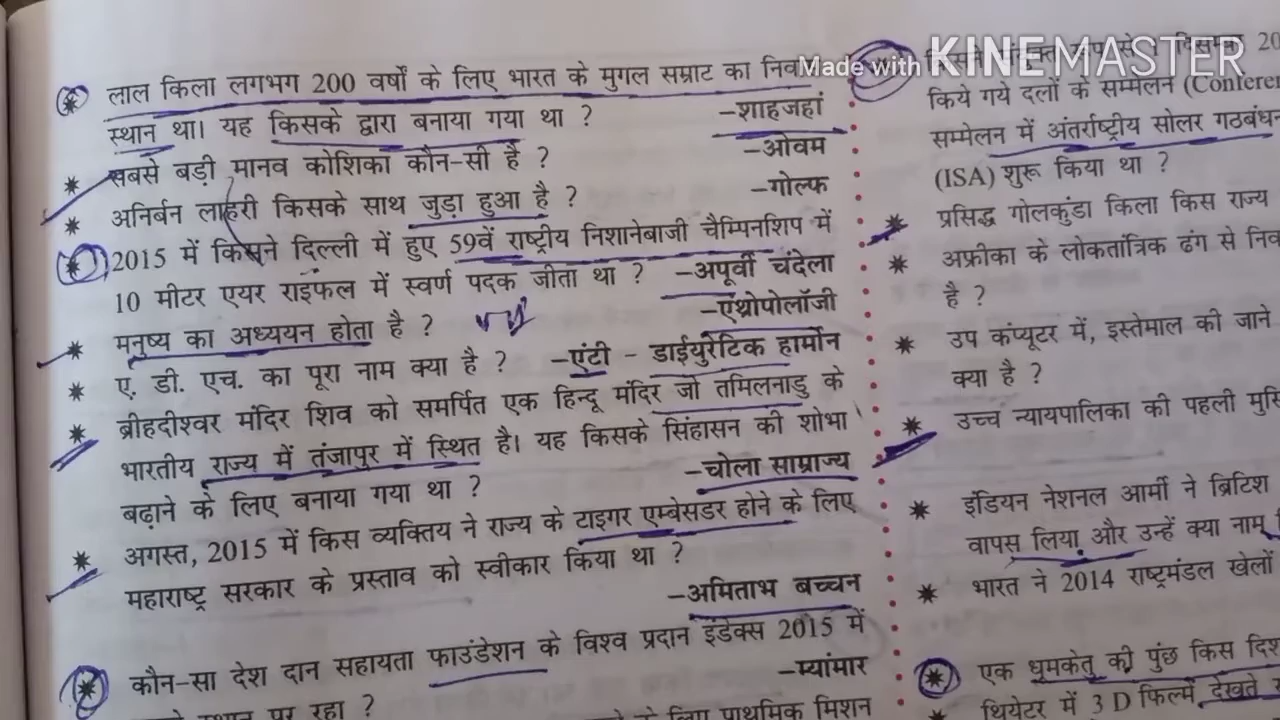 लाल किला लगभग 200 वर्षों के लिए भारत के मुगल सम्राट का
स्थान था। यह किसके द्वारा बनाया गया था ? –शाहजहां
सबसे बड़ी मानव कोशिका कौन-सी है ? –ओवम
अनिर्बन लाहरी किसके साथ जुड़ा हुआ है ? –गोल्फ
2015 में किसने दिल्ली में हुए 59वें राष्ट्रीय निशानेबाजी चैम्पिनशिप में
10 मीटर एयर राइफल में स्वर्ण पदक जीता था ? –अपूर्वी चंदेला
मनुष्य का अध्ययन होता है ? –एंथ्रोपोलॉजी
ए. डी. एच. का पूरा नाम क्या है ? –एंटी – डाईयुरेटिक हार्मोन
ब्रीहदीश्वर मंदिर शिव को समर्पित एक हिन्दू मंदिर जो तमिलनाडु के
भारतीय राज्य में तंजापुर में स्थित है। यह किसके सिंहासन की शोभा
बढ़ाने के लिए बनाया गया था ? –चोला साम्राज्य
अगस्त, 2015 में किस व्यक्तिय ने राज्य के टाइगर एम्बेसडर होने के लिए
महाराष्ट्र सरकार के प्रस्ताव को स्वीकार किया था ?
–अमिताभ बच्चन
कौन-सा देश दान सहायता फाउंडेशन के विश्व प्रदान इंडेक्स 2015 में
–म्यांमार
स्थान पर रहा ?
के लिए प्राथमिक मिशन
Made with KINEMASTER
किये गये दलों के सम्मेलन
सम्मेलन में अंतर्राष्ट्रीय सोलर गठबंधन
(ISA) शुरू किया था ?
प्रसिद्ध गोलकुंडा किला किस राज्य
अफ्रीका के लोकतांत्रिक ढंग से
है ?
उप कंप्यूटर में, इस्तेमाल की जाने
क्या है ?
उच्च न्यायपालिका की पहली
इंडियन नेशनल आर्मी ने ब्रिटिश
वापस लिया और उन्हें क्या नाम
भारत ने 2014 राष्ट्रमंडल खेलों
एक धूमकेतु की पुंछ किस
थियेटर में 3 D फिल्में, देखते